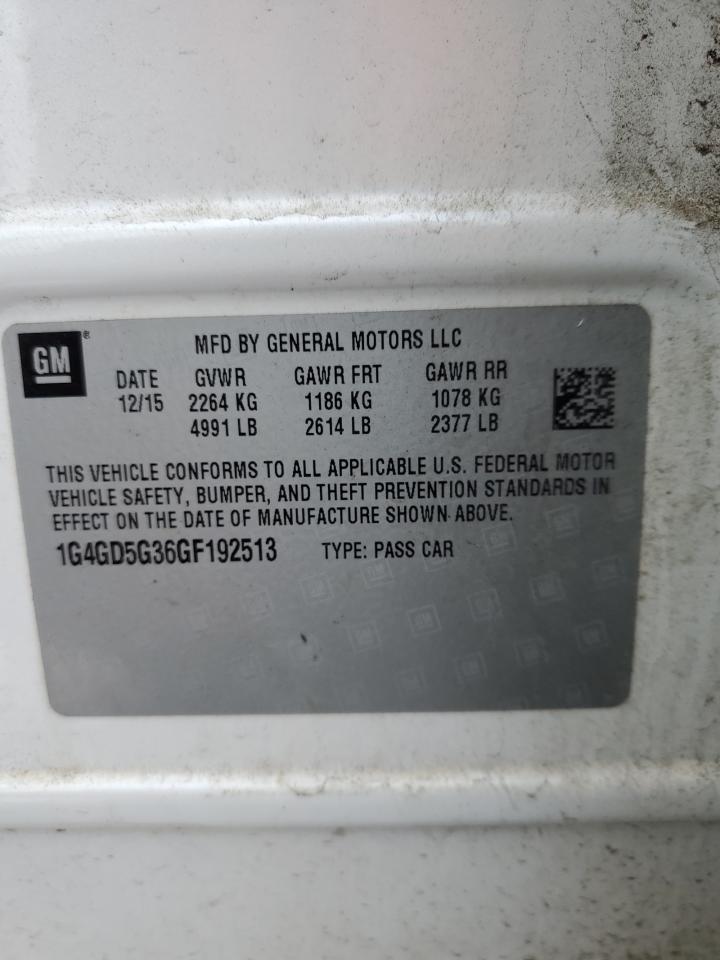 GM®
MFD BY GENERAL MOTORS LLC
DATE GVWR GAWR FRT GAWR RR
12/15 2264 KG 1186 KG 1078 KG
4991 LB 2614 LB 2377 LB
THIS VEHICLE CONFORMS TO ALL APPLICABLE U.S. FEDERAL MOTOR
VEHICLE SAFETY, BUMPER, AND THEFT PREVENTION STANDARDS IN
EFFECT ON THE DATE OF MANUFACTURE SHOWN ABOVE.
1G4GD5G36GF192513 TYPE: PASS CAR